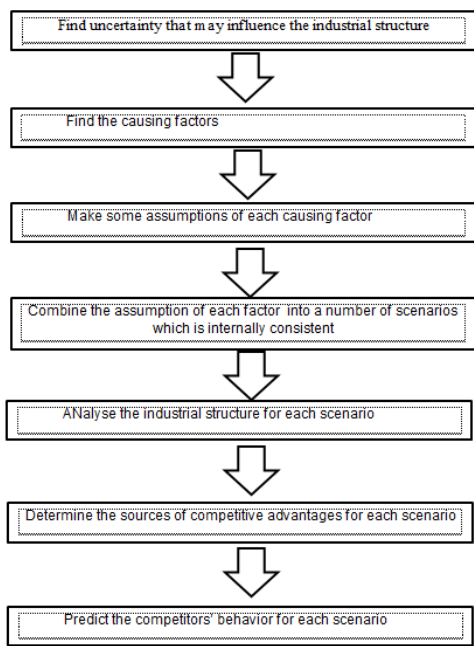 Find uncertainty that may influence the industrial structure
Find the causing factors
Make some assumptions of each causing factor
Combine the assumption of each factor into a number of scenarios
which is internally consistent
ANalyse the industrial structure for each scenario
Determine the sources of competitive advantages for each scenario
Predict the competitors' behavior for each scenario